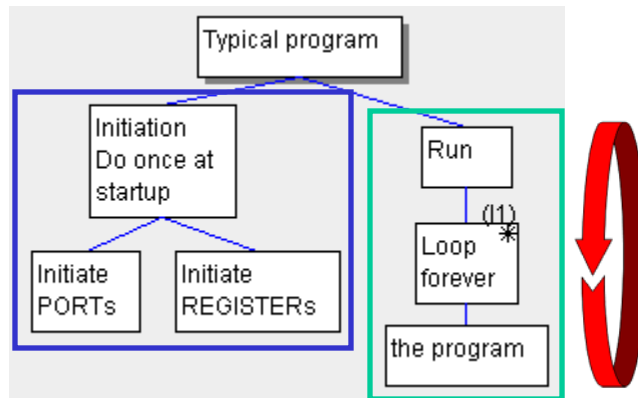 Typical program
Initiation
Do once at
startup
Initiate
PORTs
Initiate
REGISTERs
Run
(I1)
*
Loop
forever
the program